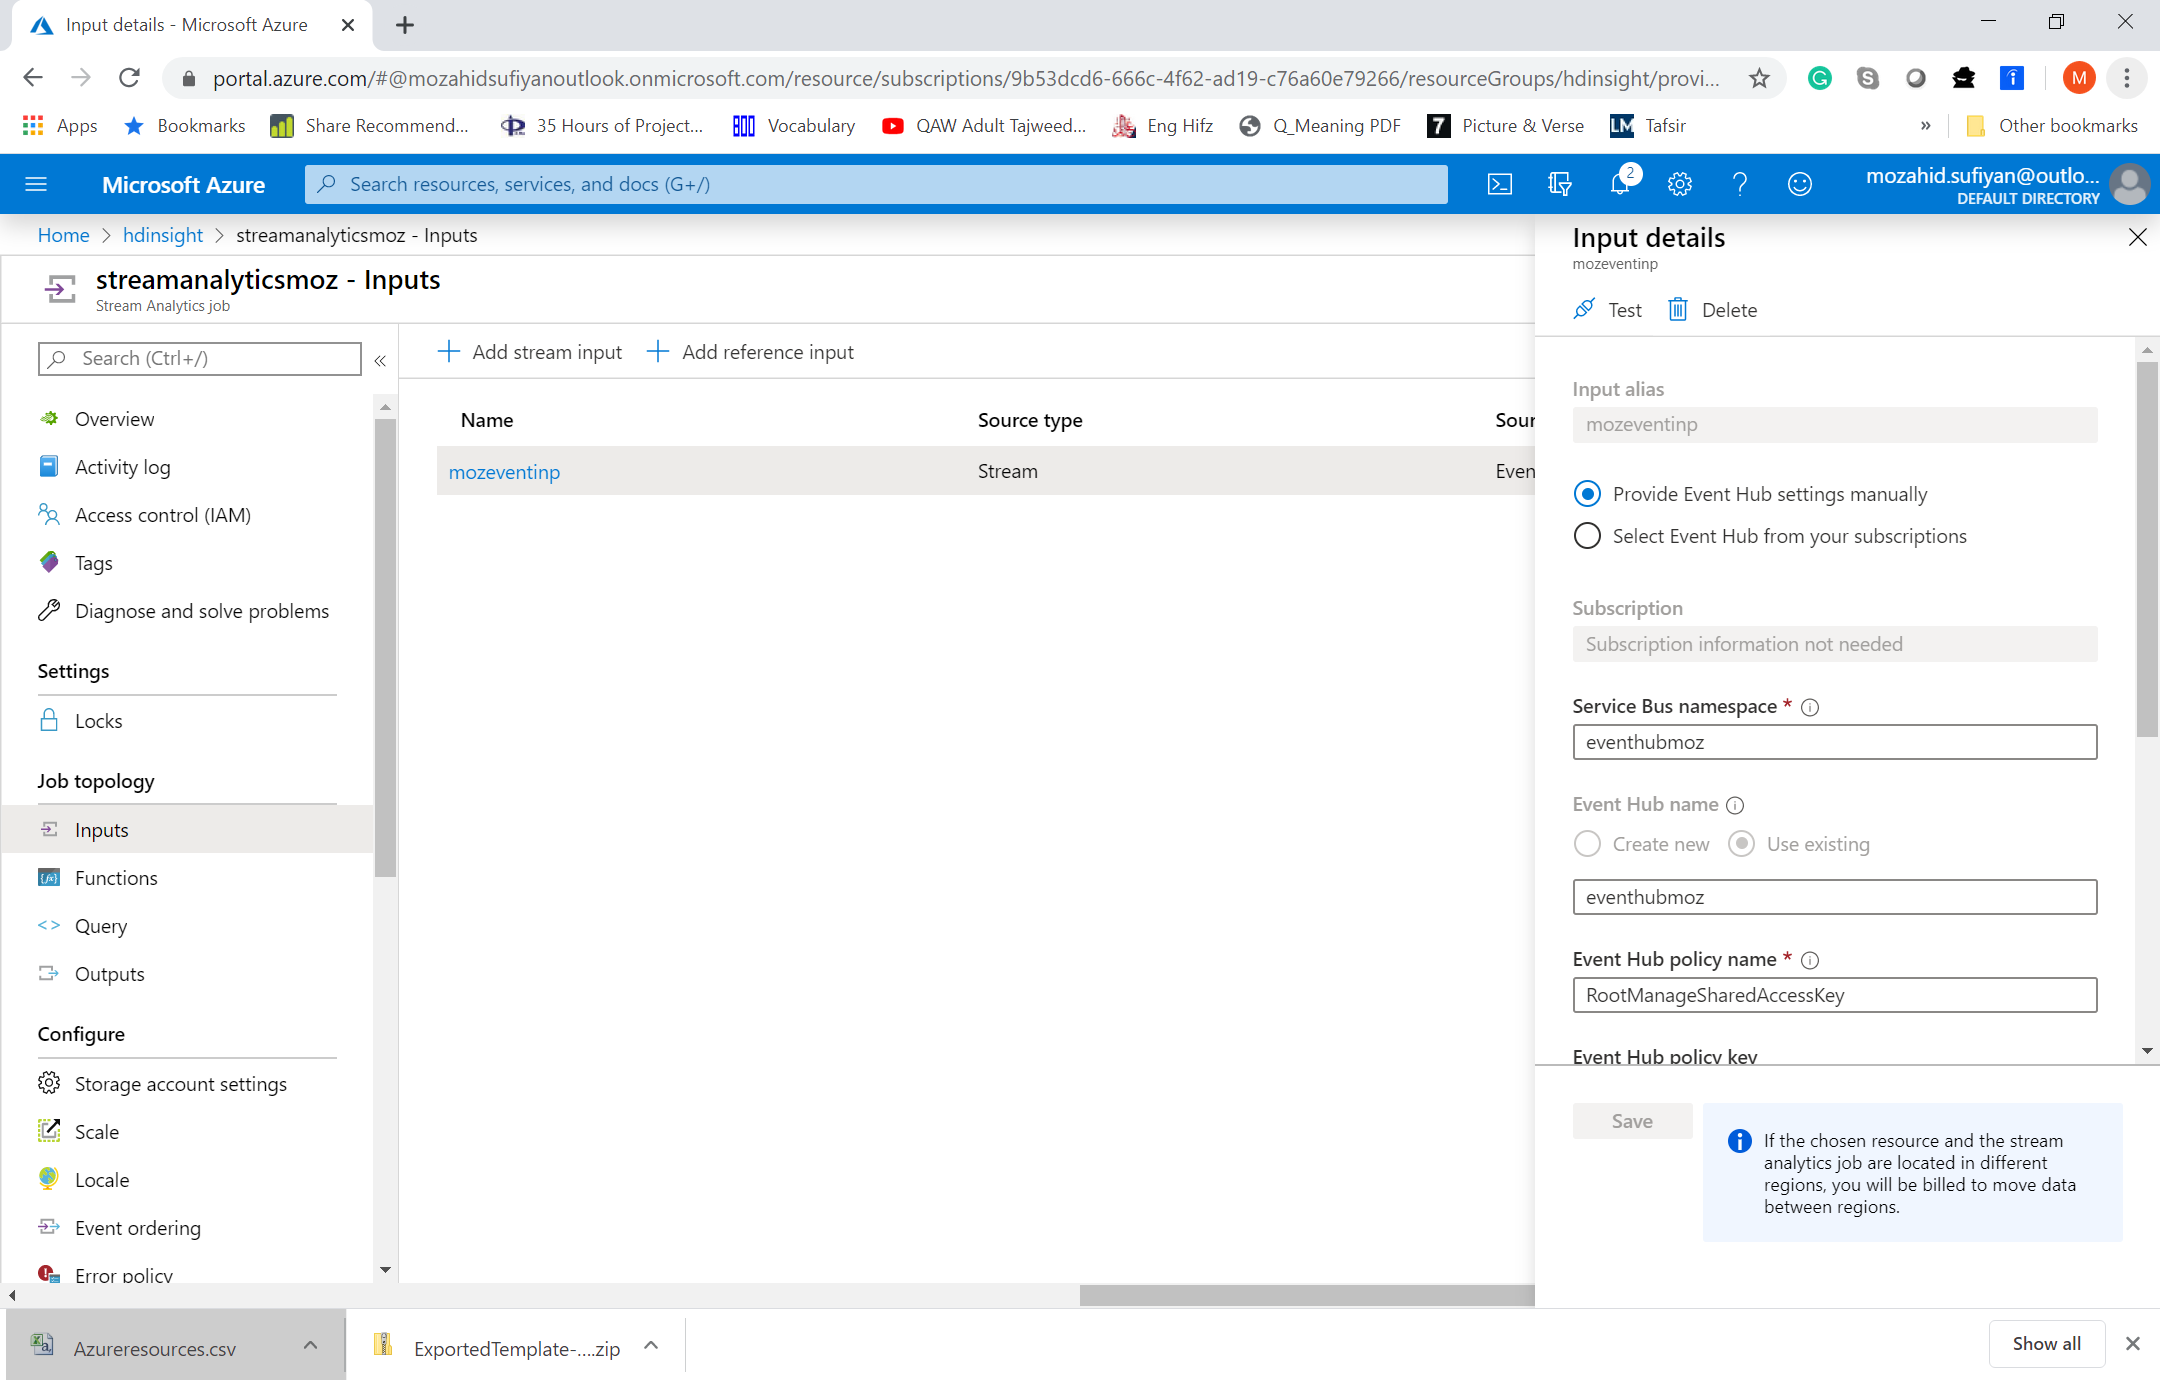 Input details - Microsoft Azure
portal.azure.com/#@mozahidsufiyanoutlook.onmicrosoft.com/resource/subscriptions/9b53dcd6-666c-4f62-ad19-c76a60e79266/resourceGroups/hdinsight/provi...
M
Apps
Bookmarks
Share Recommend...
35 Hours of Project...
Vocabulary
QAW Adult Tajweed...
Eng Hifz
Q_Meaning PDF
7
Picture & Verse
LM
Tafsir
»
Other bookmarks
Microsoft Azure
Search resources, services, and docs (G+/)
2
mozahid.sufiyan@outlo...
DEFAULT DIRECTORY
Home > hdinsight > streamanalyticsmoz - Inputs
streamanalyticsmoz - Inputs
Stream Analytics job
Search (Ctrl+/)
«
Overview
Activity log
Access control (IAM)
Tags
Diagnose and solve problems
Settings
Locks
Job topology
Inputs
Functions
Query
Outputs
Configure
Storage account settings
Scale
Locale
Event ordering
Error policy
Add stream input
Add reference input
Name
Source type
Sour
mozeventinp
Stream
Even
Input details
mozeventinp
Test
Delete
Input alias
mozeventinp
Provide Event Hub settings manually
Select Event Hub from your subscriptions
Subscription
Subscription information not needed
Service Bus namespace *
eventhubmoz
Event Hub name
Create new
Use existing
eventhubmoz
Event Hub policy name *
RootManageSharedAccessKey
Event Hub policy key
Save
If the chosen resource and the stream
analytics job are located in different
regions, you will be billed to move data
between regions.
Azureresources.csv
ExportedTemplate-....zip
Show all